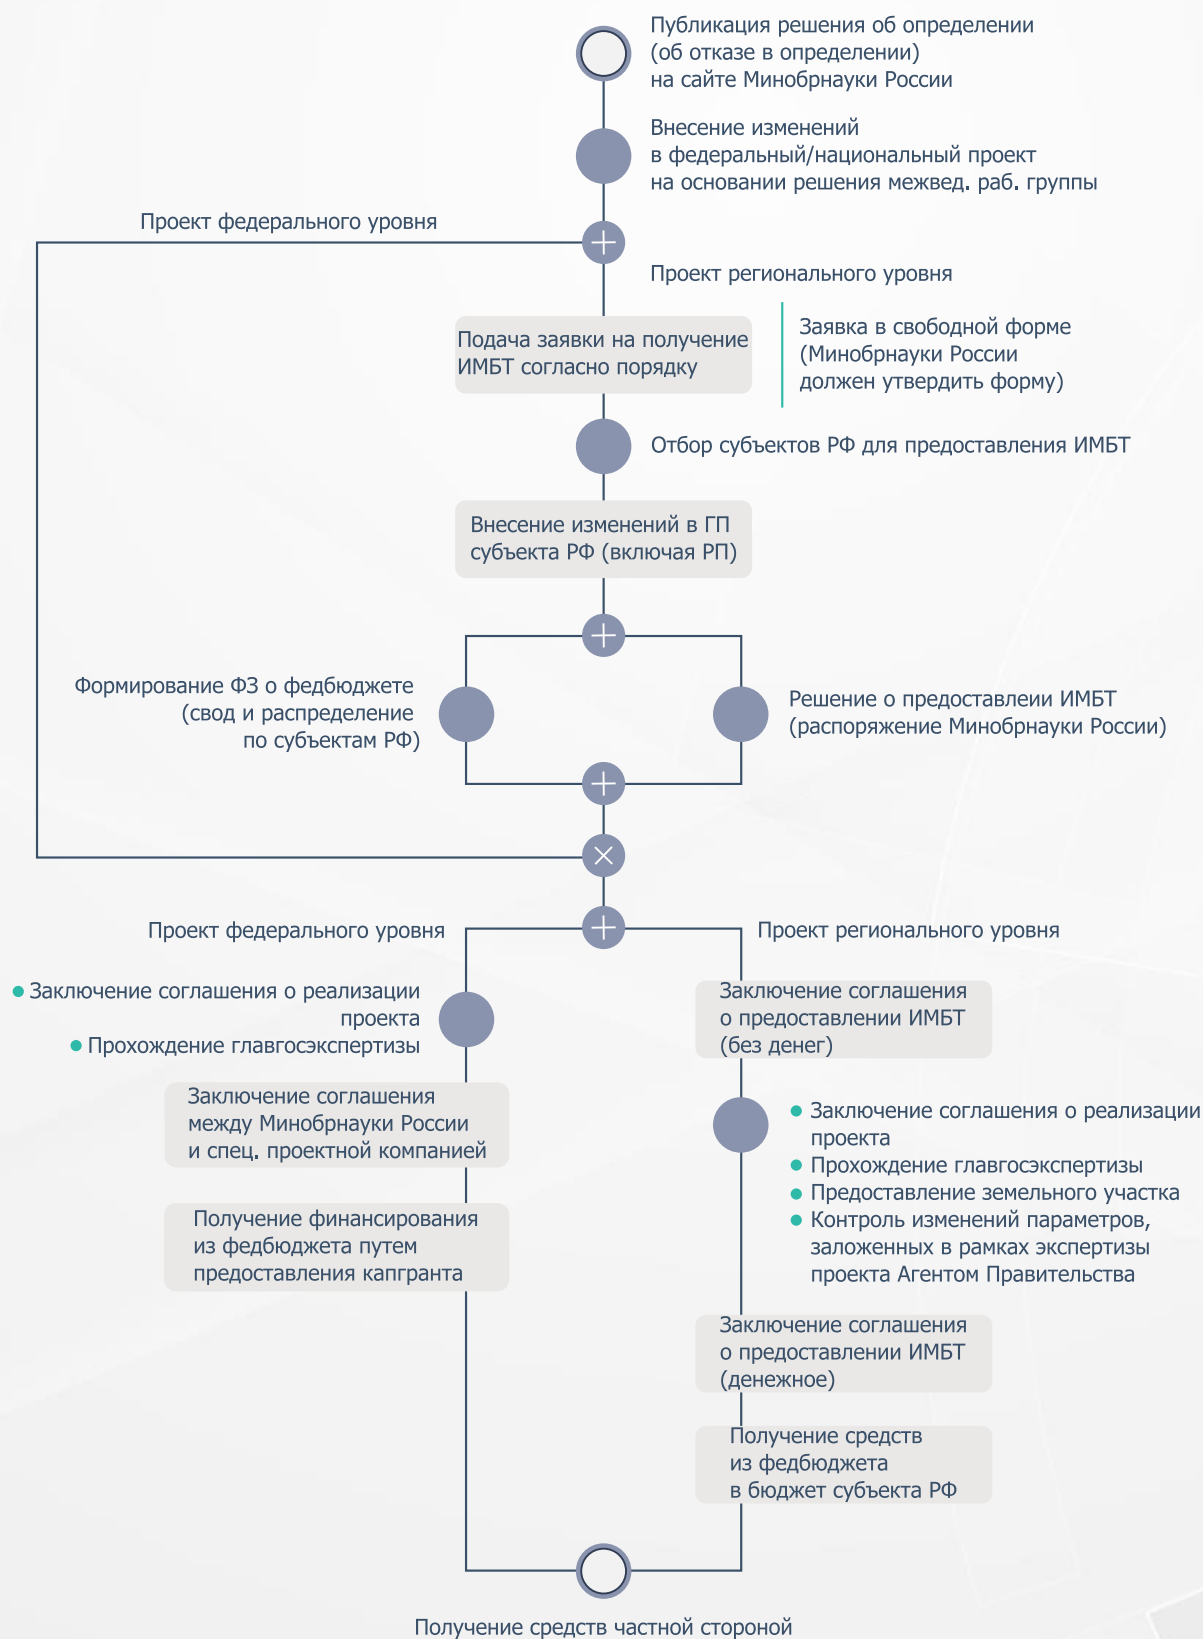 Публикация решения об определении
(об отказе в определении)
на сайте Минобрнауки России
Внесение изменений
в федеральный/национальный проект
на основании решения межвед. раб. группы
Проект федерального уровня
Проект регионального уровня
Подача заявки на получение
ИМБТ согласно порядку
Заявка в свободной форме
(Минобрнауки России
должен утвердить форму)
Отбор субъектов РФ для предоставления ИМБТ
Внесение изменений в ГП
субъекта РФ (включая РП)
Формирование ФЗ о федбюджете
(свод и распределение
по субъектам РФ)
Решение о предоставлеии ИМБТ
(распоряжение Минобрнауки России)
Проект федерального уровня
Проект регионального уровня
Заключение соглашения о реализации
проекта
Прохождение главгосэкспертизы
Заключение соглашения
между Минобрнауки России
и спец. проектной компанией
Получение финансирования
из федбюджета путем
предоставления капгранта
Заключение соглашения
о предоставлении ИМБТ
(без денег)
Заключение соглашения о реализации
проекта
Прохождение главгосэкспертизы
Предоставление земельного участка
Контроль изменений параметров,
заложенных в рамках экспертизы
проекта Агентом Правительства
Заключение соглашения
о предоставлении ИМБТ
(денежное)
Получение средств
из федбюджета
в бюджет субъекта РФ
Получение средств частной стороной